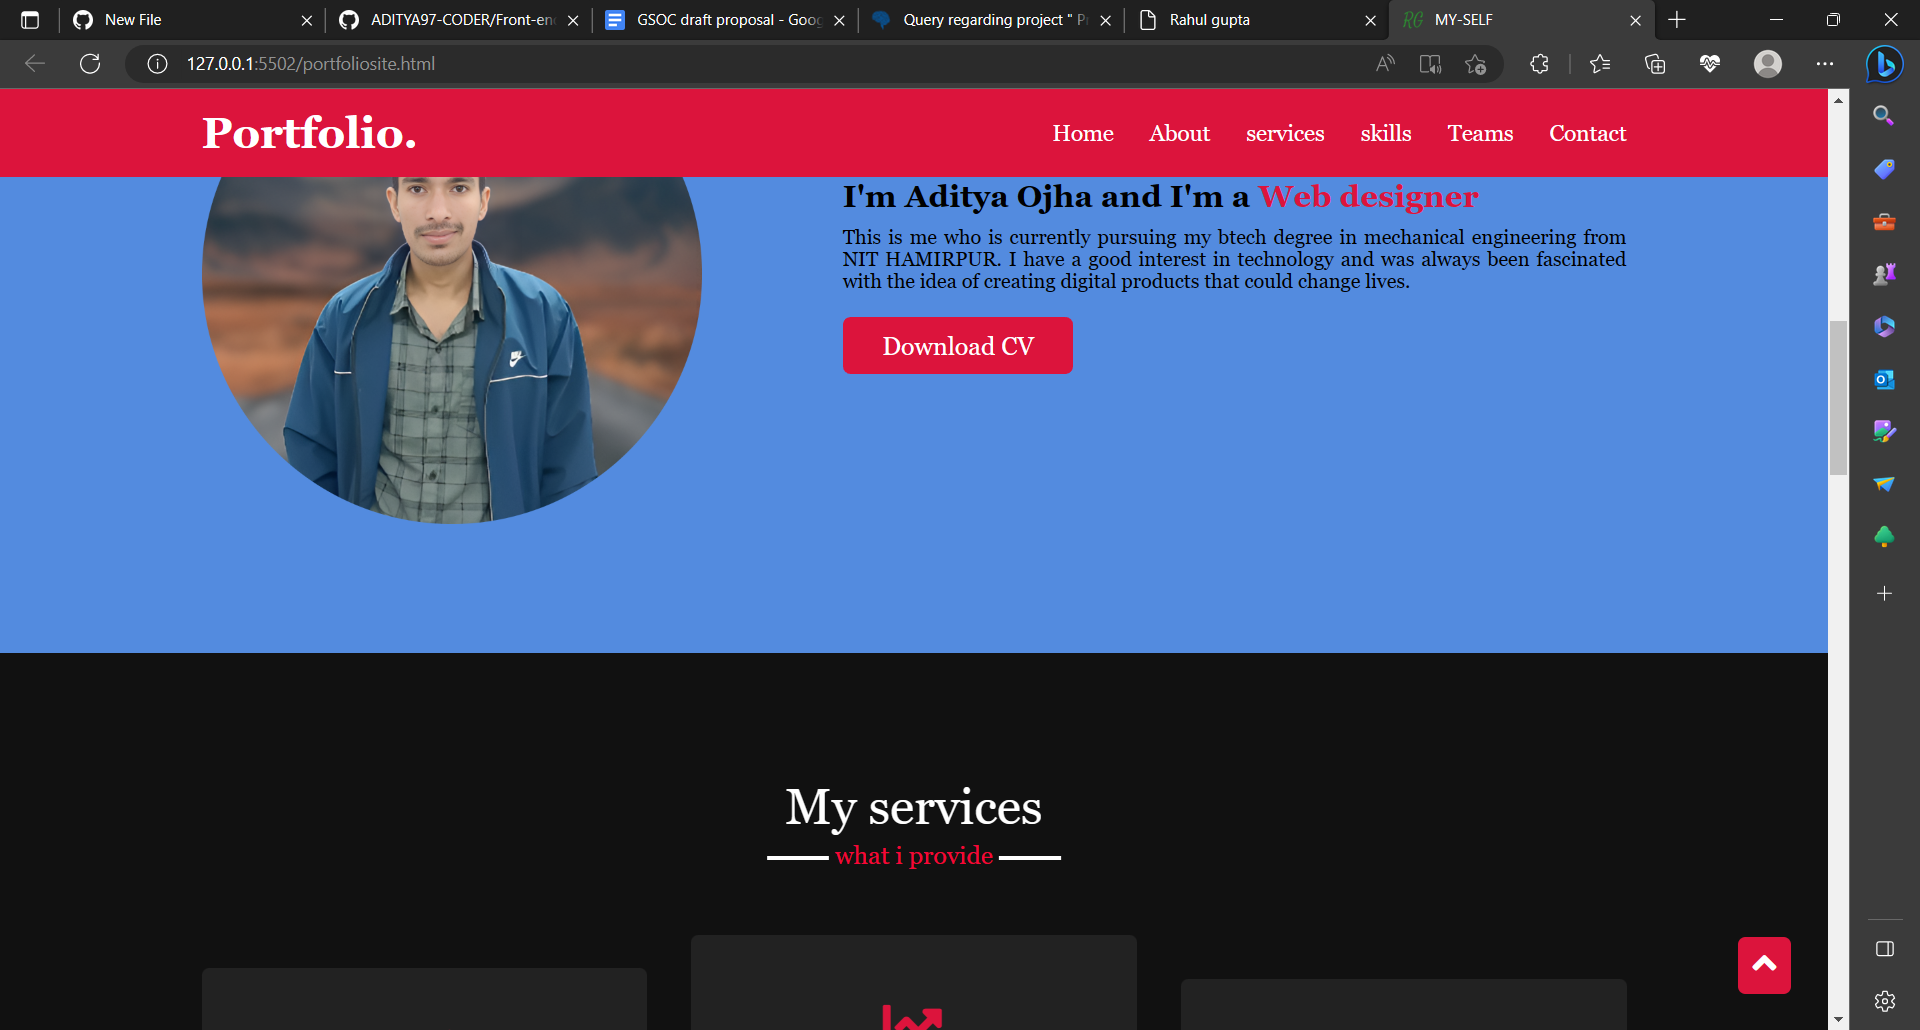 New File
ADITYA97-CODER/Front-en
GSOC draft proposal - Goog
Query regarding project " Pr
Rahul gupta
RG MY-SELF
127.0.0.1:5502/portfoliosite.html
Portfolio.
Home About services skills Teams Contact
I'm Aditya Ojha and I'm a Web designer
This is me who is currently pursuing my btech degree in mechanical engineering from
NIT HAMIRPUR. I have a good interest in technology and was always been fascinated
with the idea of creating digital products that could change lives.
Download CV
My services
what i provide